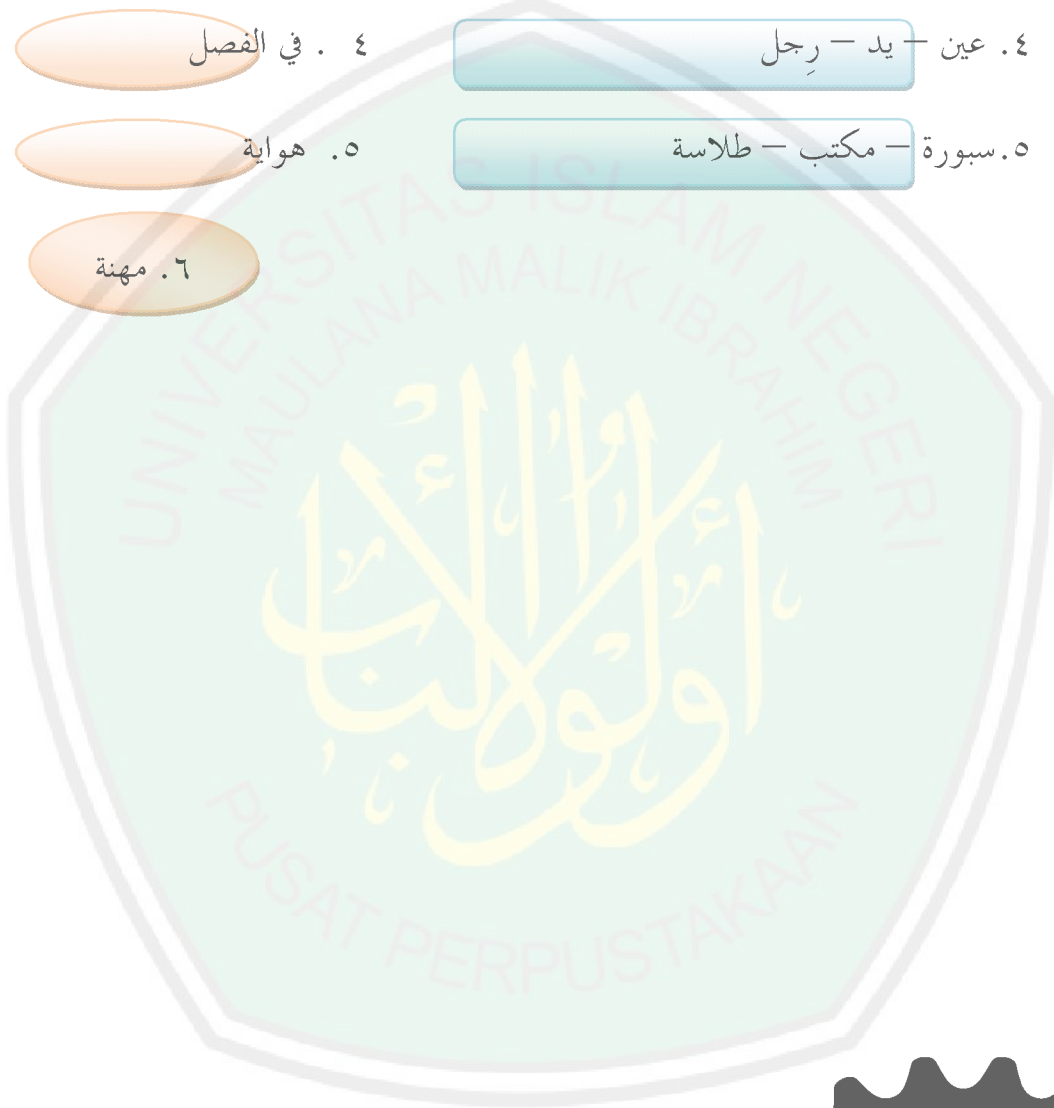 ٤. عين – يد – رِجل
٤ . في الفصل
٥.سبورة – مكتب – طلاسة
٥. هواية
٦. مهنة
UNIVERSITAS ISLAM NEGERI
MAULANA MALIK IBRAHIM
أولوا الألباب
PUSAT PERPUSTAKAAN